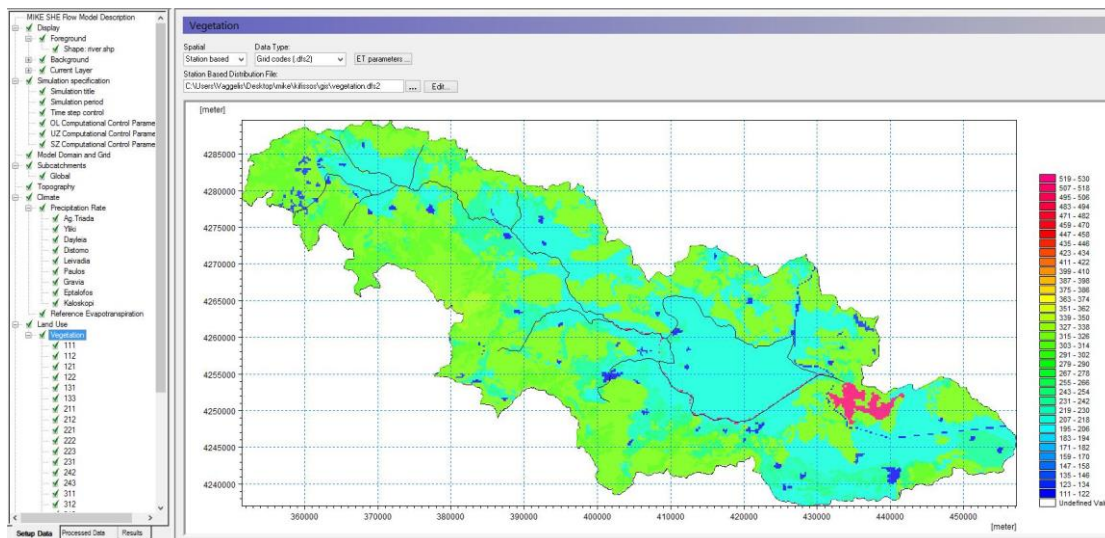 MIKE SHE Flow Model Description
Display
Foreground
Shape: river shp
Background
Current Layer
Simulation specification
Simulation title
Simulation period
Time step control
OL Computational Control Parame
UZ Computational Control Parame
SZ Computational Control Parame
Model Domain and Grid
Subcatchments
Global
Topography
Climate
Precipitation Rate
Ag. Triada
Yliki
Davleia
Distomo
Leivadia
Paulos
Gravia
Eptalofos
Kaloskopi
Reference Evapotranspiration
Land Use
Vegetation
111
112
121
122
131
133
211
212
221
222
223
231
242
243
311
312
Setup Data Processed Data Results
Vegetation
Spatial Data Type:
Station based Grid codes (.dfs2) ET parameters ...
Station Based Distribution File:
C:\Users\Vaggelis\Desktop\mike\kifissos\gis\vegetation.dfs2 ... Edit...
[meter]
4285000
4280000
4275000
4270000
4265000
4260000
4255000
4250000
4245000
4240000
360000 370000 380000 390000 400000 410000 420000 430000 440000 450000
[meter]
519 - 530
507 - 518
495 - 506
483 - 494
471 - 482
459 - 470
447 - 458
435 - 446
423 - 434
411 - 422
399 - 410
387 - 398
375 - 386
363 - 374
351 - 362
339 - 350
327 - 338
315 - 326
303 - 314
291 - 302
279 - 290
267 - 278
255 - 266
243 - 254
231 - 242
219 - 230
207 - 218
195 - 206
183 - 194
171 - 182
159 - 170
147 - 158
135 - 146
123 - 134
111 - 122
Undefined Val